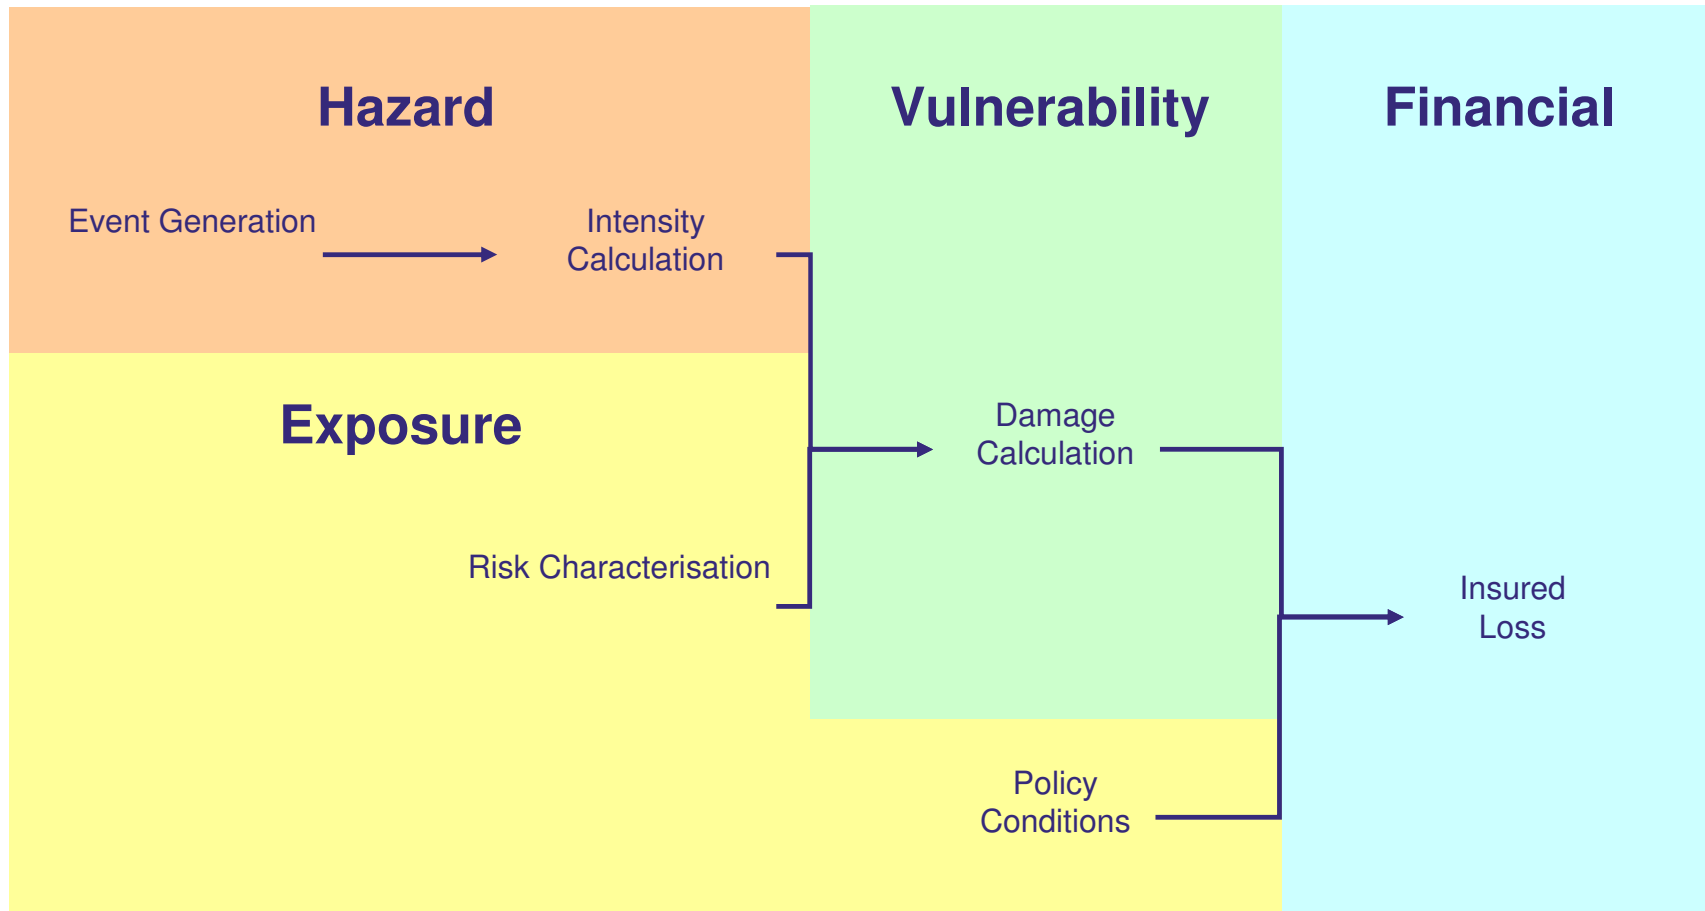 Hazard
Vulnerability
Financial
Event Generation
Intensity
Calculation
Exposure
Damage
Calculation
Risk Characterisation
Insured
Loss
Policy
Conditions